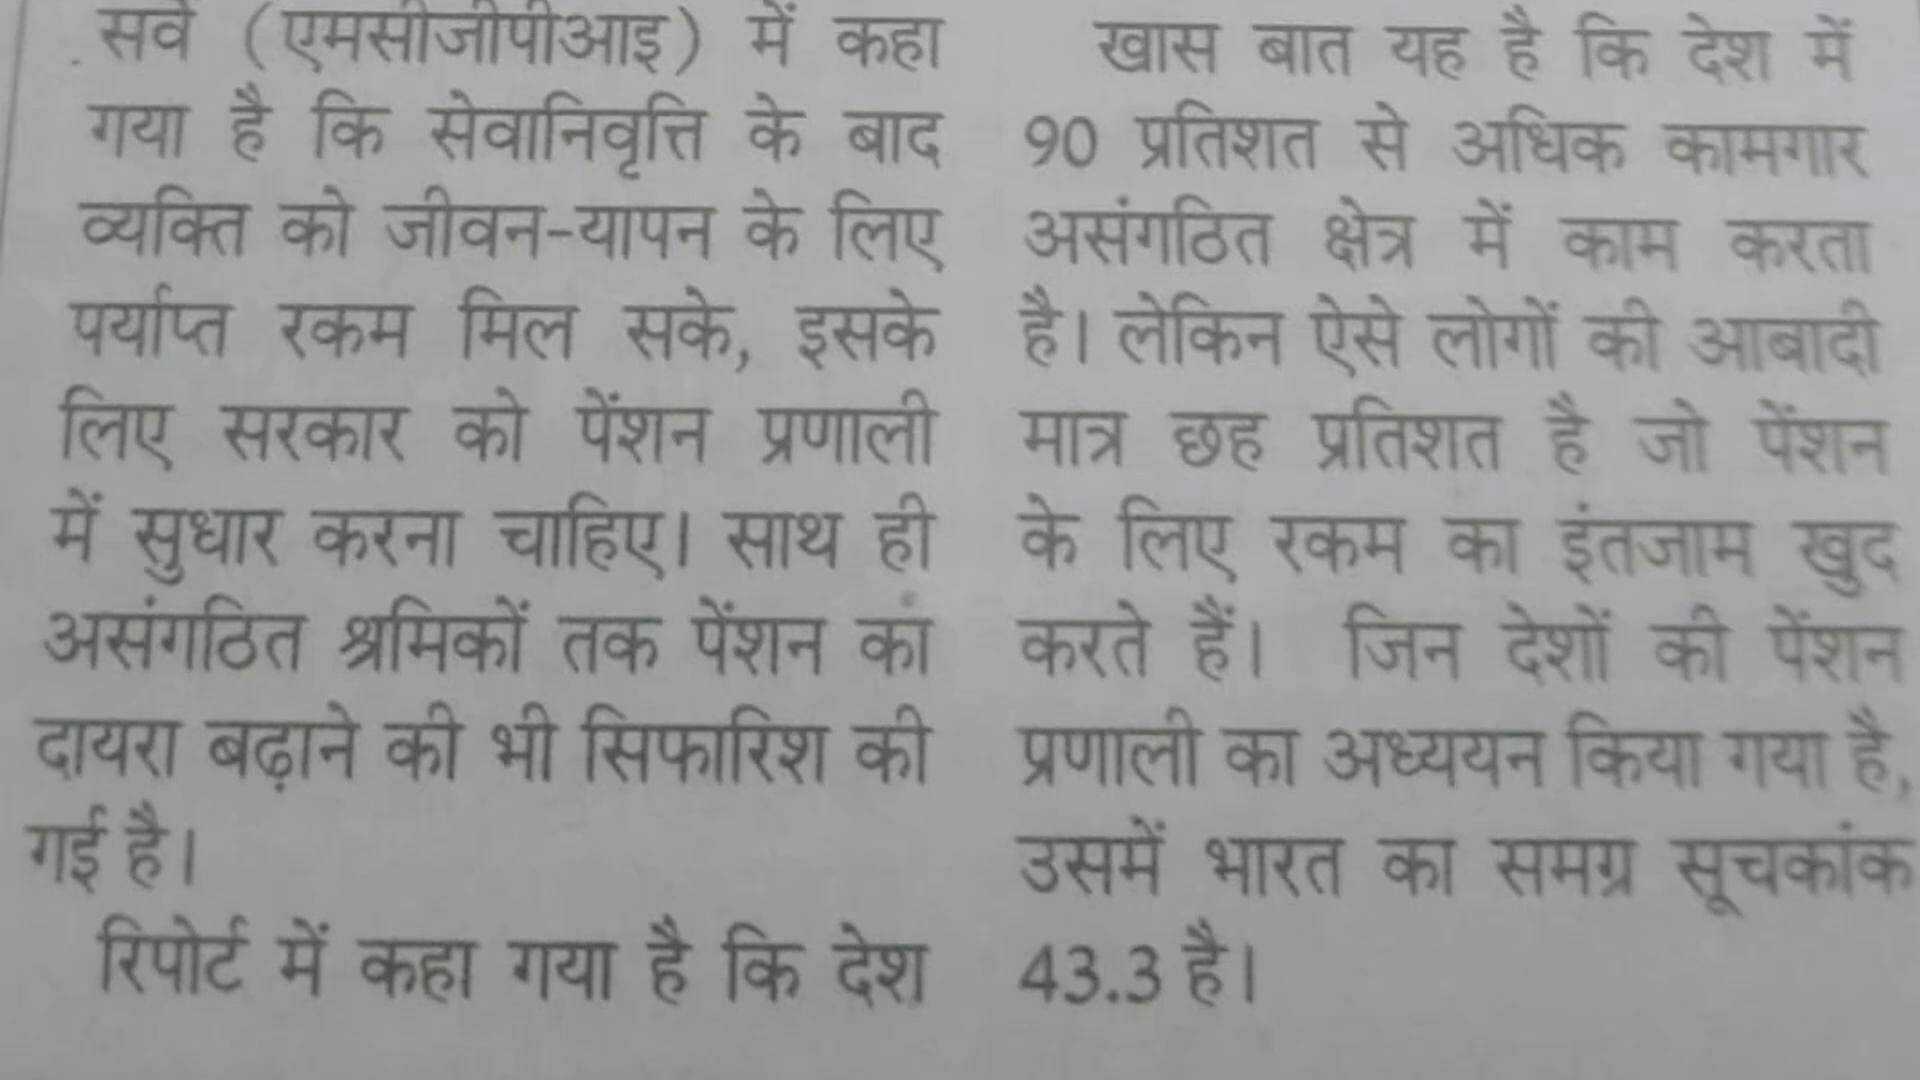 सर्वे (एमसीजीपीआइ) में कहा
गया है कि सेवानिवृत्ति के बाद
व्यक्ति को जीवन-यापन के लिए
पर्याप्त रकम मिल सके, इसके
लिए सरकार को पेंशन प्रणाली
में सुधार करना चाहिए। साथ ही
असंगठित श्रमिकों तक पेंशन का
दायरा बढ़ाने की भी सिफारिश की
गई है।
रिपोर्ट में कहा गया है कि देश
खास बात यह है कि देश में
90 प्रतिशत से अधिक कामगार
असंगठित क्षेत्र में काम करता
है। लेकिन ऐसे लोगों की आबादी
मात्र छह प्रतिशत है जो पेंशन
के लिए रकम का इंतजाम खुद
करते हैं। जिन देशों की पेंशन
प्रणाली का अध्ययन किया गया है,
उसमें भारत का समग्र सूचकांक
43.3 है।